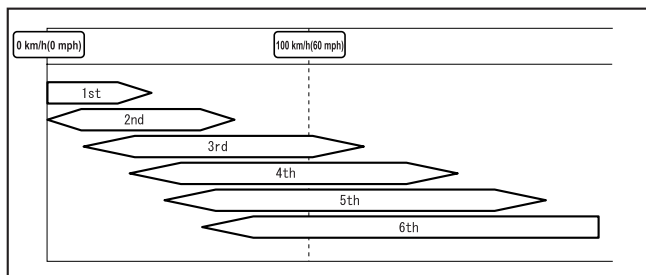 0 km/h(0 mph)
100 km/h(60 mph)
1st
2nd
3rd
4th
5th
6th